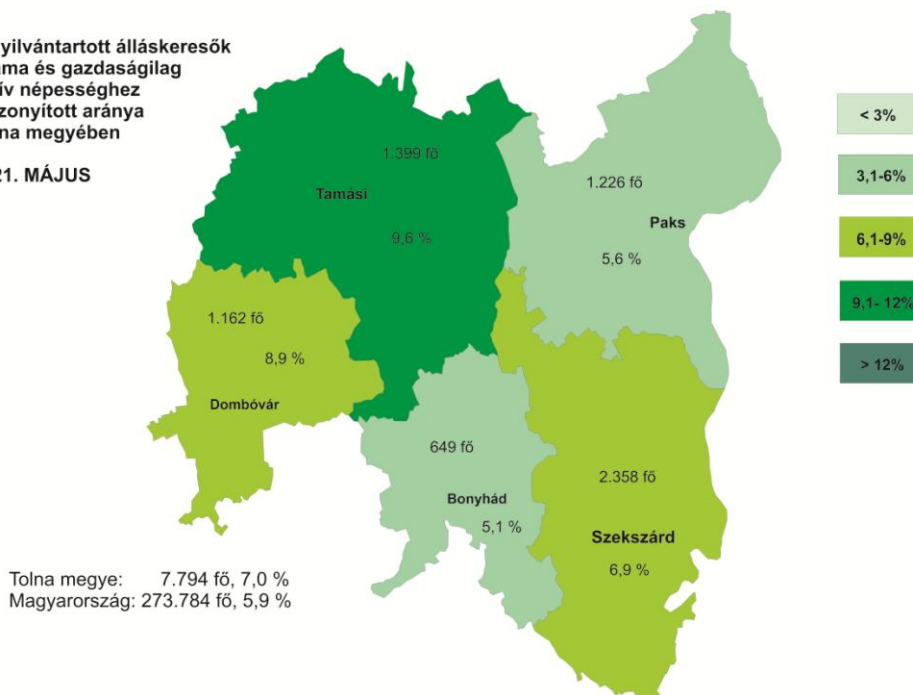 yilvántartott álláskeresők
ma és gazdaságilag
ív népességhez
zonyított aránya
na megyében
21. MÁJUS
1.399 fő
Tamási
9,6 %
1.226 fő
Paks
5,6 %
1.162 fő
8,9 %
Dombóvár
649 fő
Bonyhád
5,1 %
2.358 fő
Szekszárd
6,9 %
< 3%
3,1-6%
6,1-9%
9,1- 12%
> 12%
Tolna megye: 7.794 fő, 7,0 %
Magyarország: 273.784 fő, 5,9 %